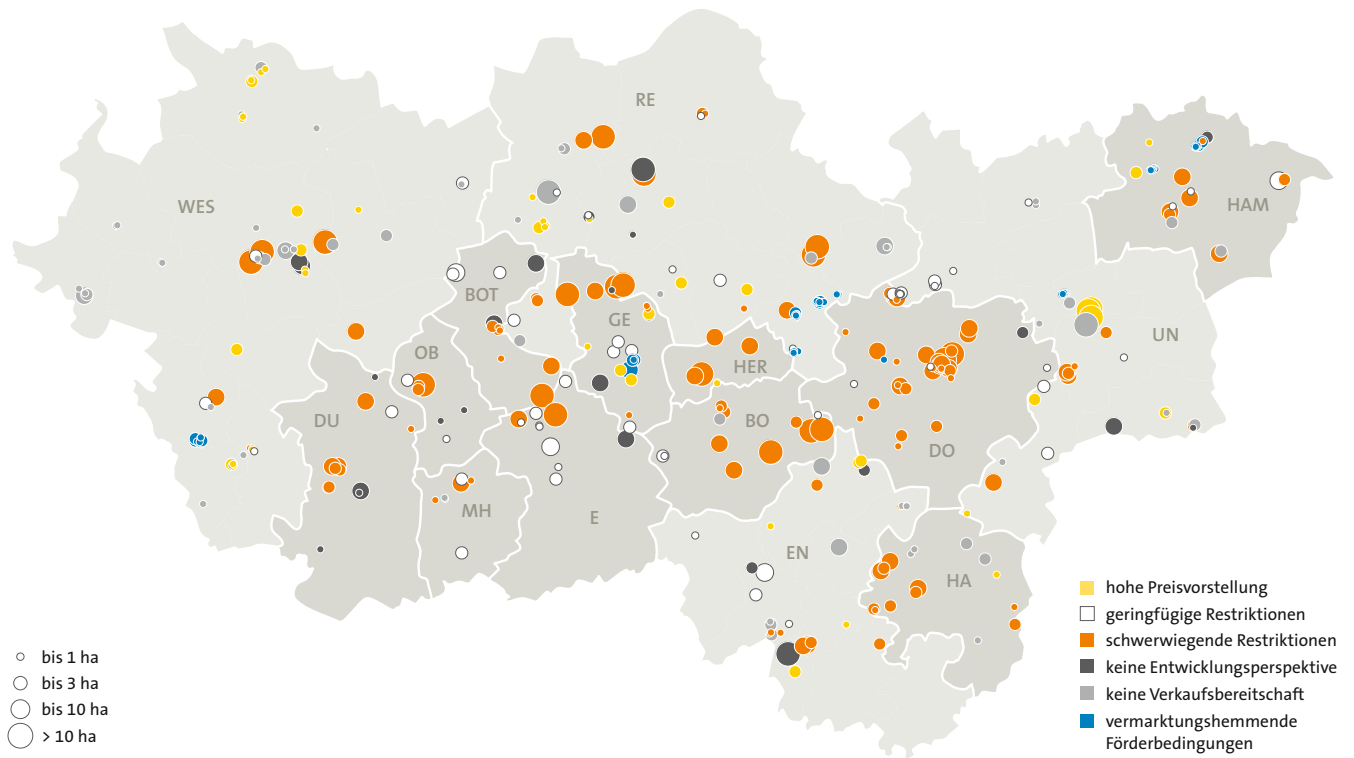 RE
WES
HAM
BOT
GE
UN
OB
HER
DU
BO
DO
MH
E
EN
HA
hohe Preisvorstellung
geringfügige Restriktionen
schwerwiegende Restriktionen
keine Entwicklungsperspektive
keine Verkaufsbereitschaft
vermarktungshemmende
Förderbedingungen
bis 1 ha
bis 3 ha
bis 10 ha
> 10 ha